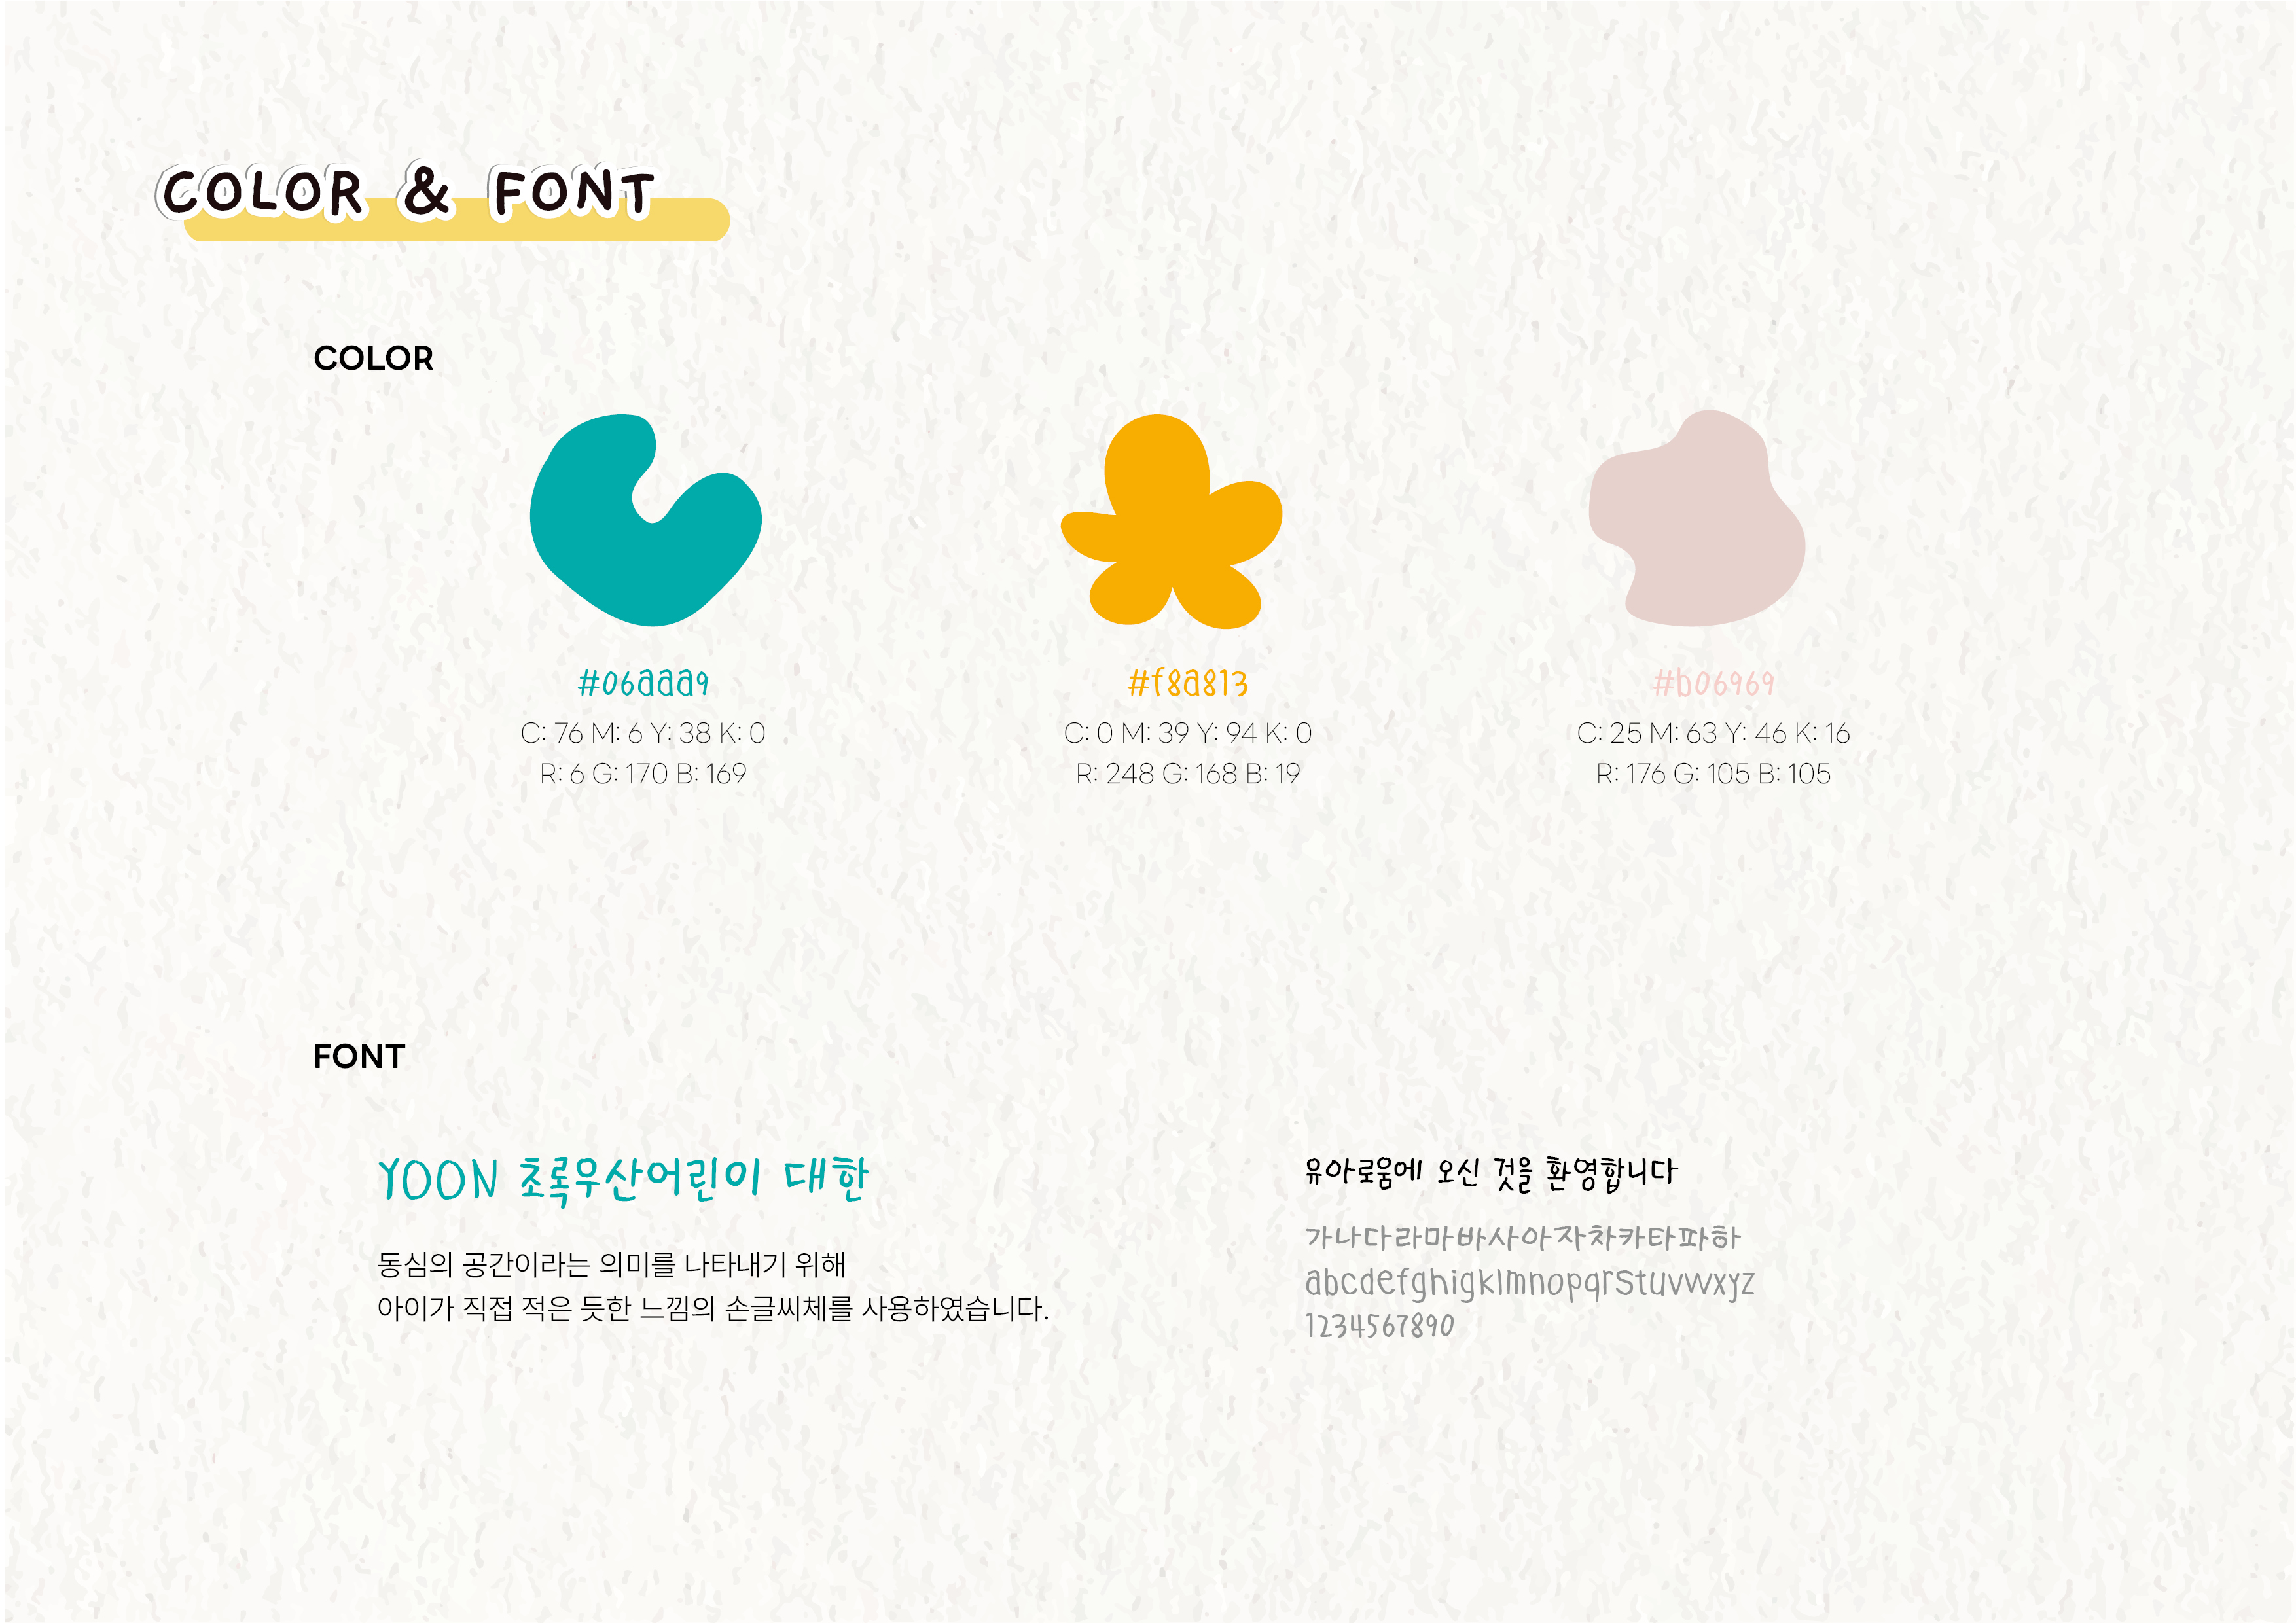 COLOR & FONT
COLOR
#06aaa9
C: 76 M: 6 Y: 38 K: 0
R: 6 G: 170 B: 169
#f8a813
C: 0 M: 39 Y: 94 K: 0
R: 248 G: 168 B: 19
#b06969
C: 25 M: 63 Y: 46 K: 16
R: 176 G: 105 B: 105
FONT
YOON 초록우산어린이 대한
동심의 공간이라는 의미를 나타내기 위해
아이가 직접 적은 듯한 느낌의 손글씨체를 사용하였습니다.
유아로움에 오신 것을 환영합니다
가나다라마바사아자차카타파하
abcdefghigklmnopqrstuvwxyz
1234567890